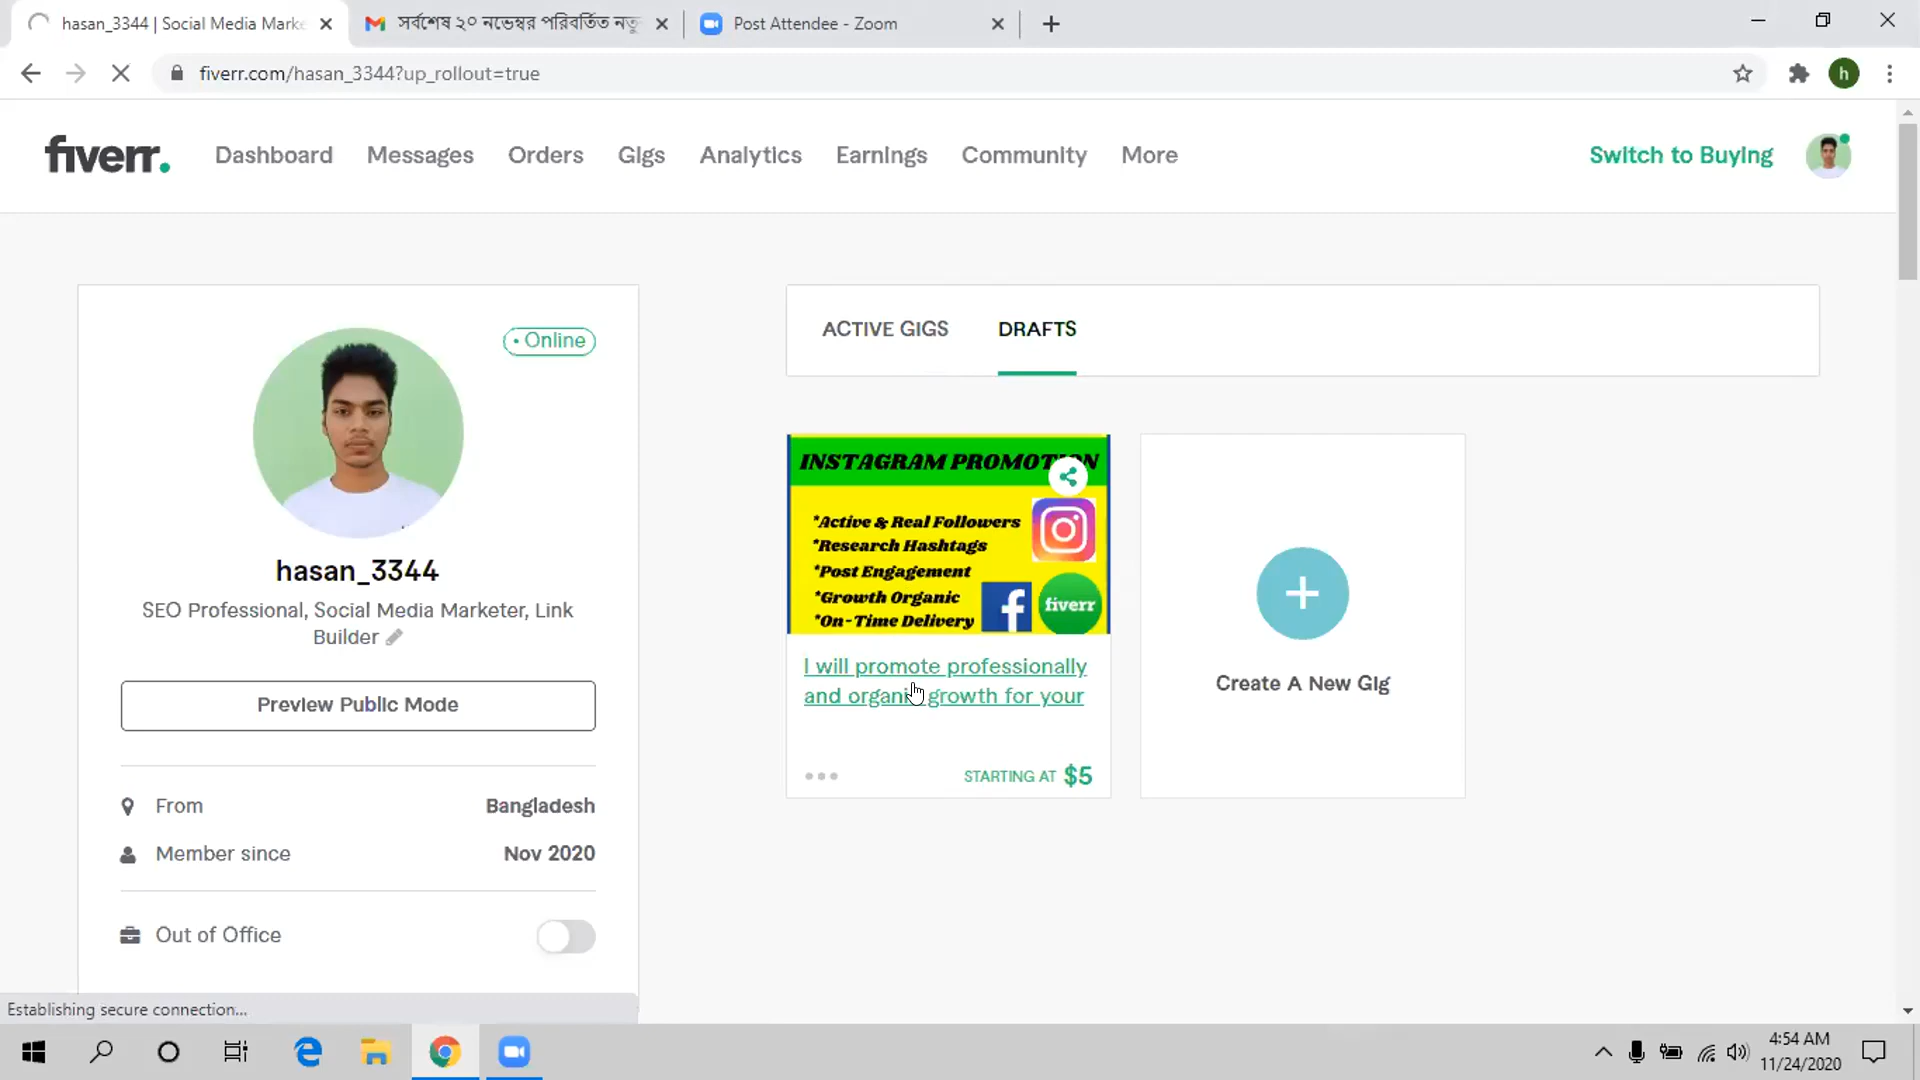 hasan_3344 | Social Media Marke
সর্বশেষ ২০ নভেম্বর পরিবর্তিত নতু
Post Attendee - Zoom
fiverr.com/hasan_3344?up_rollout=true
h
fiverr.
Dashboard
Messages
Orders
Gigs
Analytics
Earnings
Community
More
Switch to Buying
• Online
hasan_3344
SEO Professional, Social Media Marketer, Link
Builder
Preview Public Mode
From
Bangladesh
Member since
Nov 2020
Out of Office
ACTIVE GIGS
DRAFTS
INSTAGRAM PROMOTION
*Active & Real Followers
*Research Hashtags
*Post Engagement
*Growth Organic
*On-Time Delivery
f
fiverr
I will promote professionally
and organic growth for your
STARTING AT $5
Create A New Gig
Establishing secure connection...
4:54 AM
11/24/2020